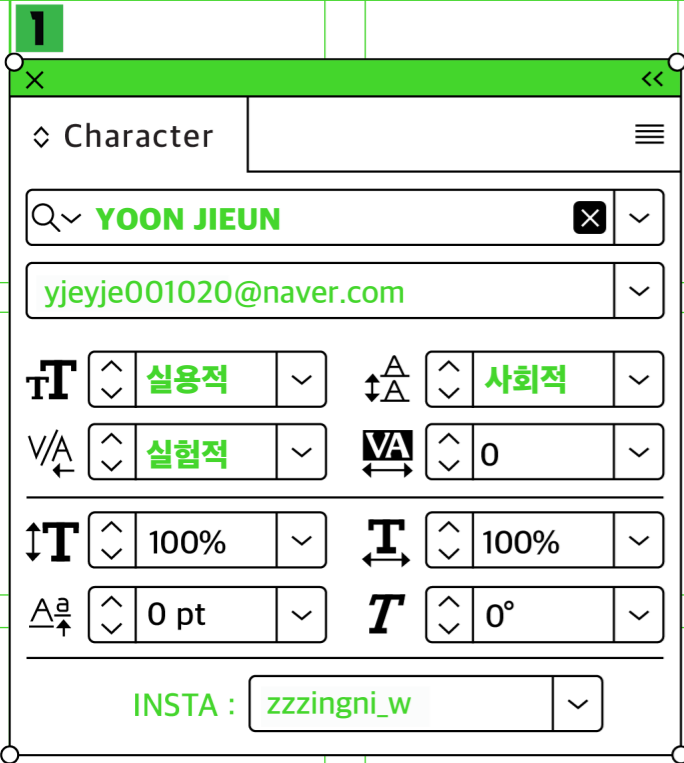 1
Character
YOON JIEUN
yjeyje001020@naver.com
실용적 사회적
실험적 0
100% 100%
0 pt 0°
INSTA : zzzingni_w